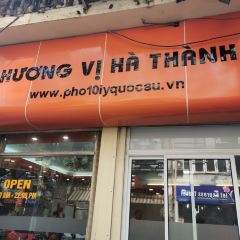 HƯƠNG VỊ HÀ THÀNH
www.pho10lyquocsu.vn
OPEN